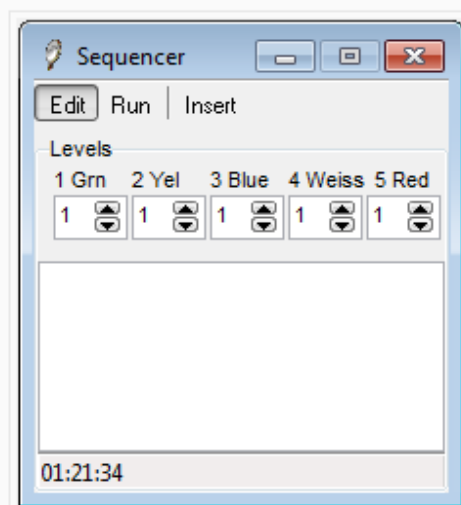 Sequencer
Edit Run Insert
Levels
1 Grn 2 Yel 3 Blue 4 Weiss 5 Red
1 1 1 1 1
01:21:34